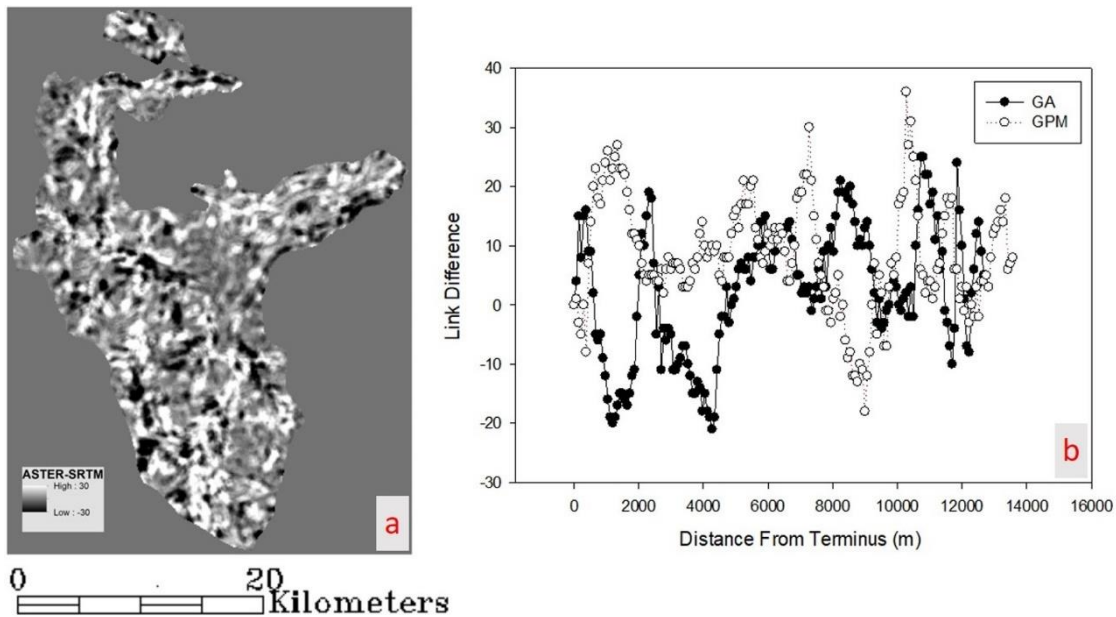 ASTER-SRTM
High : 30
Low : -30
a
0 20
Kilometers
40
30
20
10
0
-10
-20
-30
Link Difference
GA
GPM
b
0 2000 4000 6000 8000 10000 12000 14000 16000
Distance From Terminus (m)